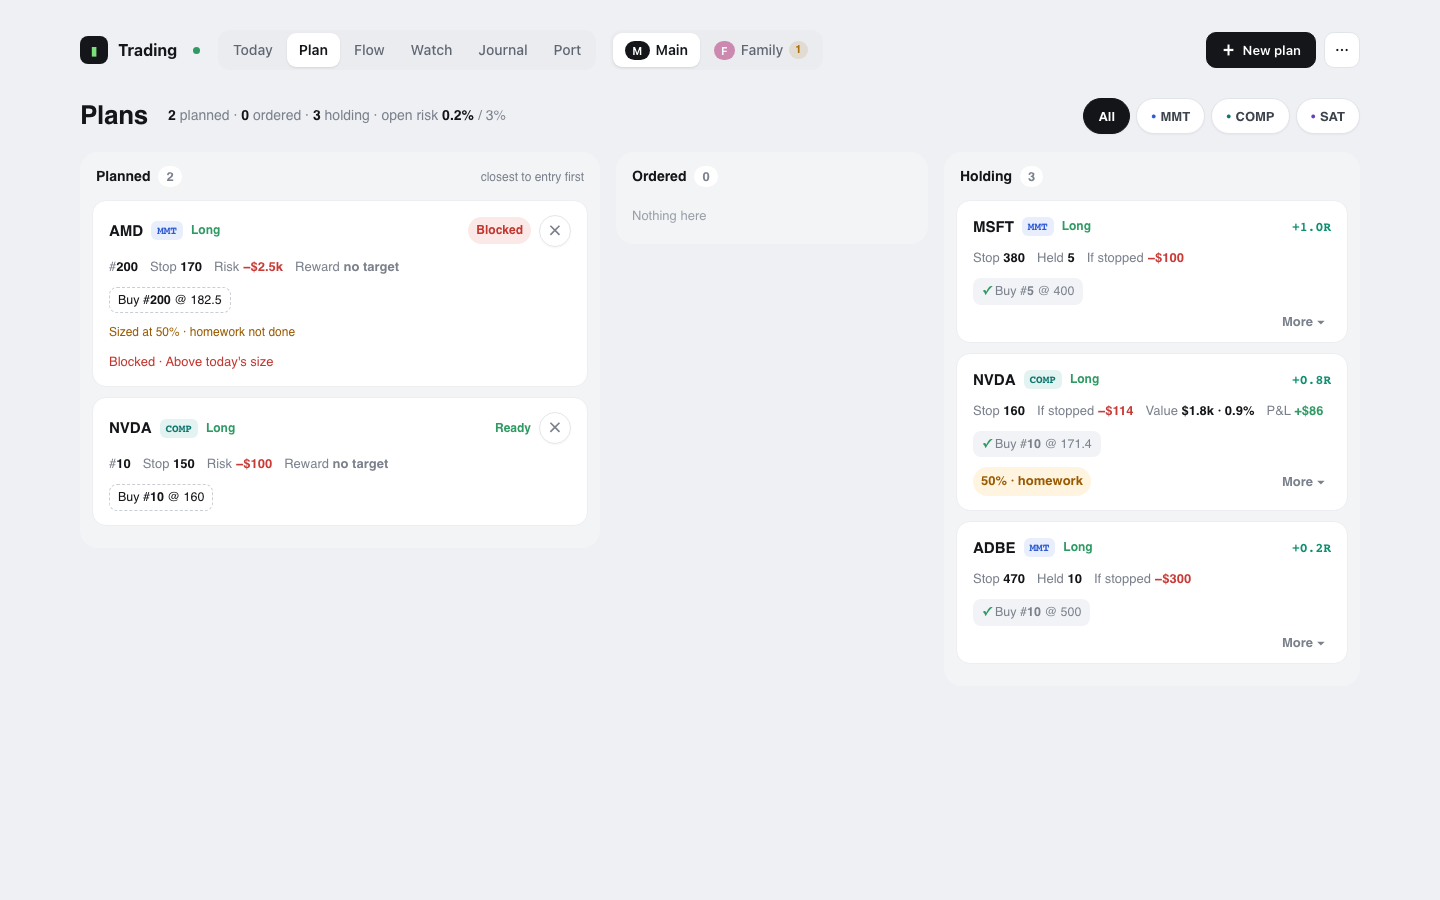 Trading
Today Plan Flow Watch Journal Port
M Main F Family 1
+ New plan ...
Plans
2 planned · 0 ordered · 3 holding · open risk 0.2% / 3%
All • MMT • COMP • SAT
Planned 2 closest to entry first
AMD MMT Long Blocked ×
#200 Stop 170 Risk –$2.5k Reward no target
Buy #200 @ 182.5
Sized at 50% · homework not done
Blocked · Above today's size
NVDA COMP Long Ready ×
#10 Stop 150 Risk –$100 Reward no target
Buy #10 @ 160
Ordered 0
Nothing here
Holding 3
MSFT MMT Long +1.0R
Stop 380 Held 5 If stopped –$100
✓ Buy #5 @ 400
More
NVDA COMP Long +0.8R
Stop 160 If stopped –$114 Value $1.8k · 0.9% P&L +$86
✓ Buy #10 @ 171.4
50% · homework More
ADBE MMT Long +0.2R
Stop 470 Held 10 If stopped –$300
✓ Buy #10 @ 500
More